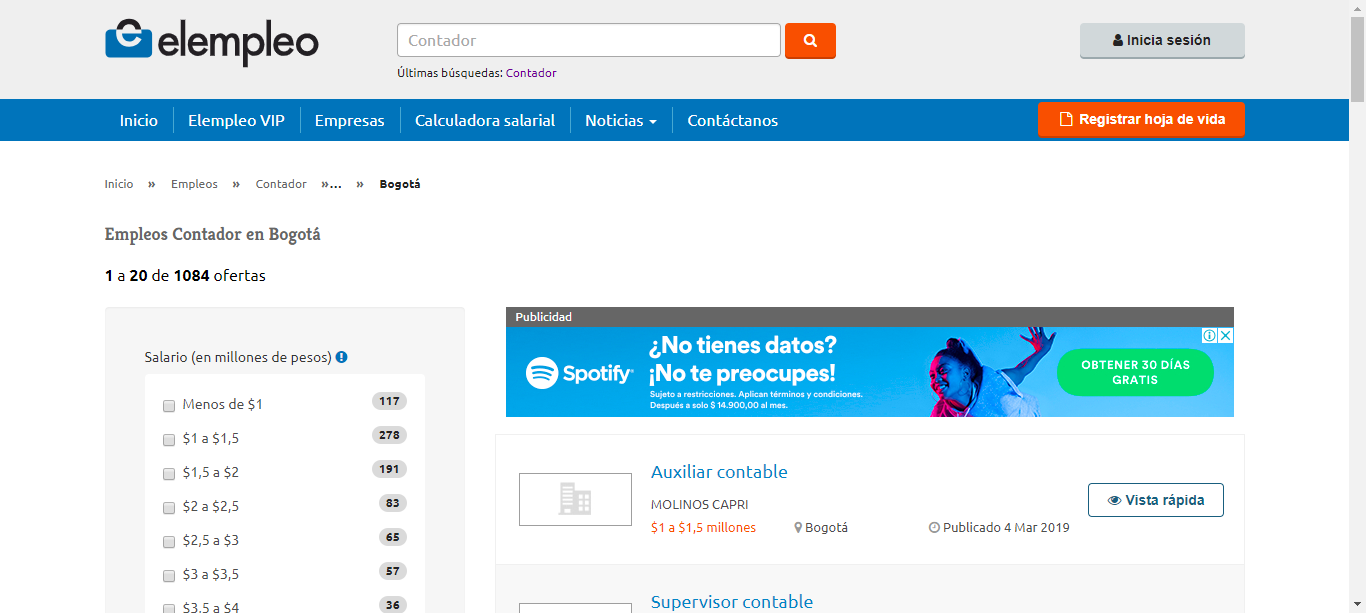 elempleo
Contador
Inicia sesión
Últimas búsquedas: Contador
Inicio Elempleo VIP Empresas Calculadora salarial Noticias Contáctanos
Registrar hoja de vida
Inicio » Empleos » Contador »... » Bogotá
Empleos Contador en Bogotá
1 a 20 de 1084 ofertas
Salario (en millones de pesos)
Menos de $1 117
$1 a $1,5 278
$1,5 a $2 191
$2 a $2,5 83
$2,5 a $3 65
$3 a $3,5 57
$3,5 a $4 36
Publicidad
Spotify
¿No tienes datos?
¡No te preocupes!
Sujeto a restricciones. Aplican términos y condiciones.
Después a solo $ 14.900,00 al mes.
OBTENER 30 DÍAS
GRATIS
Auxiliar contable
MOLINOS CAPRI
$1 a $1,5 millones Bogotá Publicado 4 Mar 2019
Vista rápida
Supervisor contable